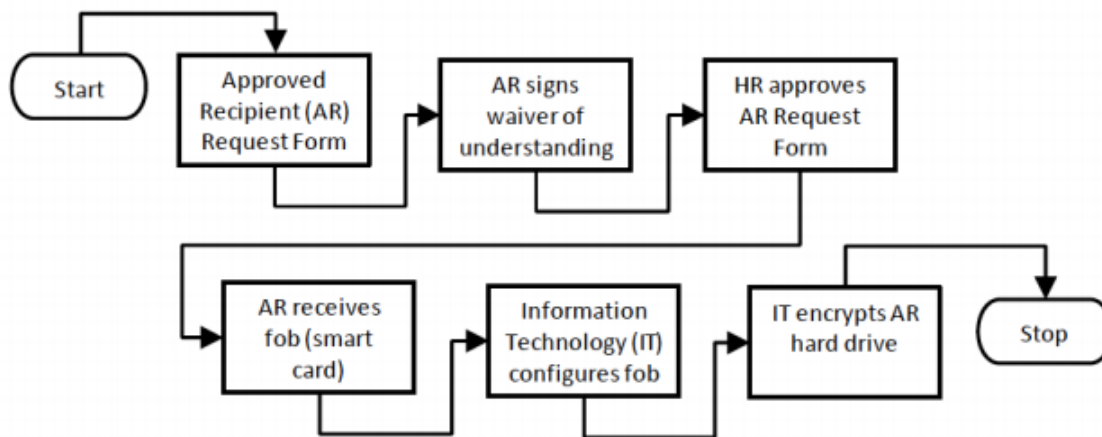 Start
Approved
Recipient (AR)
Request Form
AR signs
waiver of
understanding
HR approves
AR Request
Form
AR receives
fob (smart
card)
Information
Technology (IT)
configures fob
IT encrypts AR
hard drive
Stop